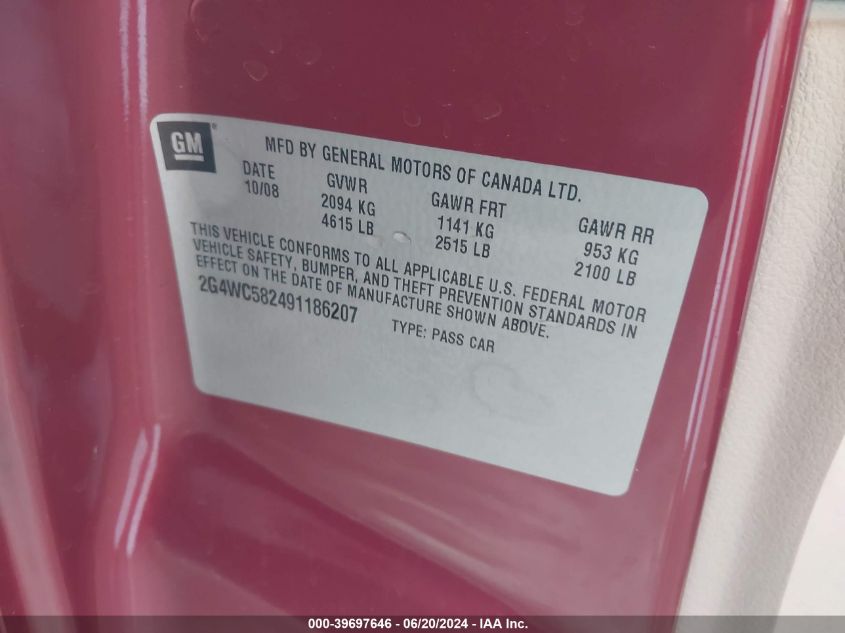 GM
MFD BY GENERAL MOTORS OF CANADA LTD.
DATE GVWR GAWR FRT GAWR RR
10/08 2094 KG 1141 KG 953 KG
4615 LB 2515 LB 2100 LB
THIS VEHICLE CONFORMS TO ALL APPLICABLE U.S. FEDERAL MOTOR
VEHICLE SAFETY, BUMPER, AND THEFT PREVENTION STANDARDS IN
EFFECT ON THE DATE OF MANUFACTURE SHOWN ABOVE.
2G4WC582491186207 TYPE: PASS CAR
000-39697646 / 06/20/2024 / IAA Inc.